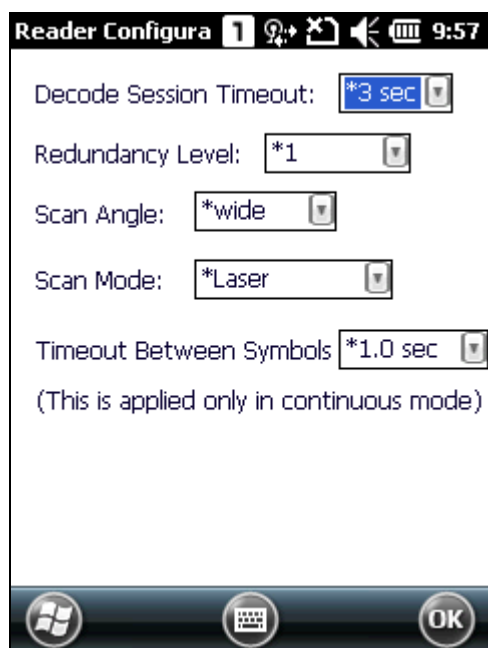 Reader Configura 1 9:57
Decode Session Timeout: *3 sec
Redundancy Level: *1
Scan Angle: *wide
Scan Mode: *Laser
Timeout Between Symbols *1.0 sec
(This is applied only in continuous mode)
OK